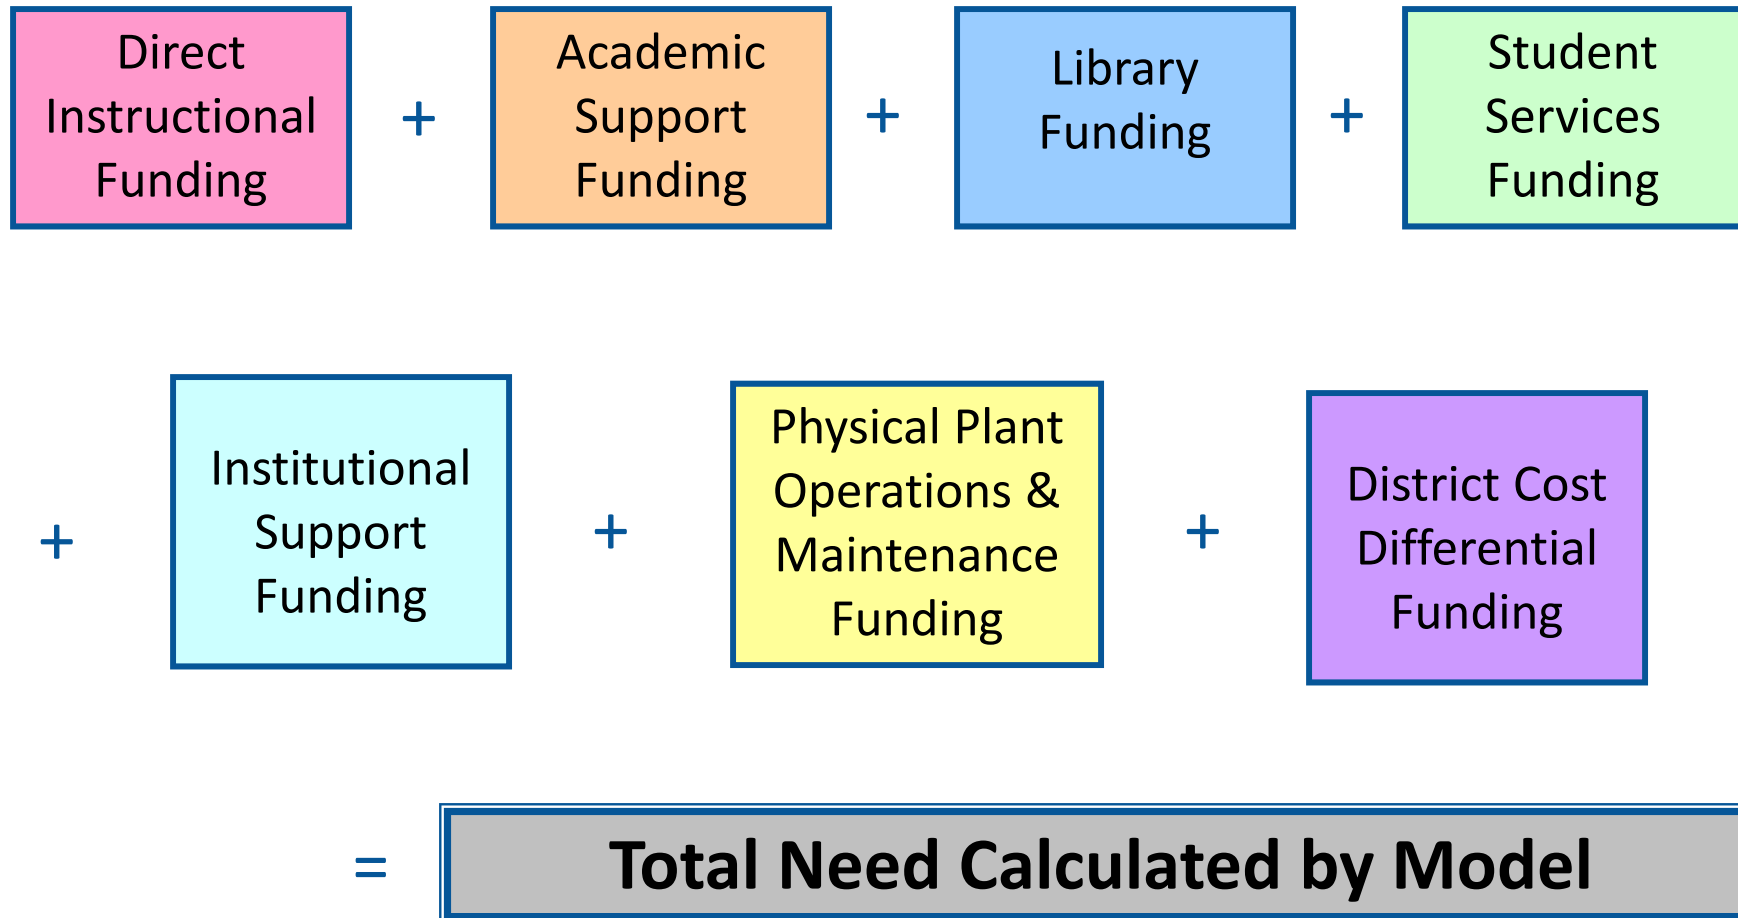 Direct
Instructional
Funding
+
Academic
Support
Funding
+
Library
Funding
+
Student
Services
Funding
+
Institutional
Support
Funding
+
Physical Plant
Operations &
Maintenance
Funding
+
District Cost
Differential
Funding
=
Total Need Calculated by Model